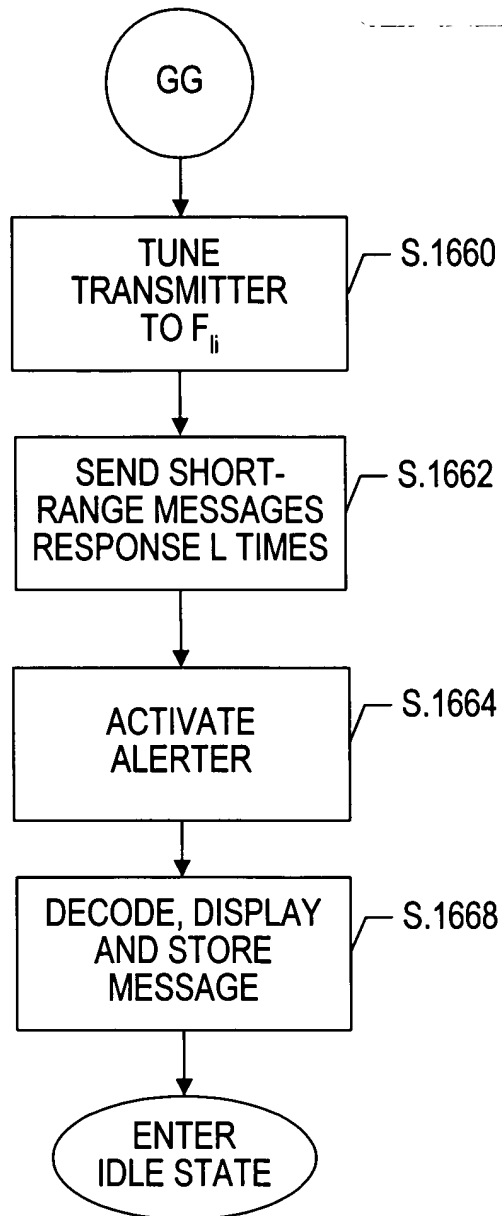 GG
TUNE
TRANSMITTER
TO Fli
S.1660
SEND SHORT-
RANGE MESSAGES
RESPONSE L TIMES
S.1662
ACTIVATE
ALERTER
S.1664
DECODE, DISPLAY
AND STORE
MESSAGE
S.1668
ENTER
IDLE STATE